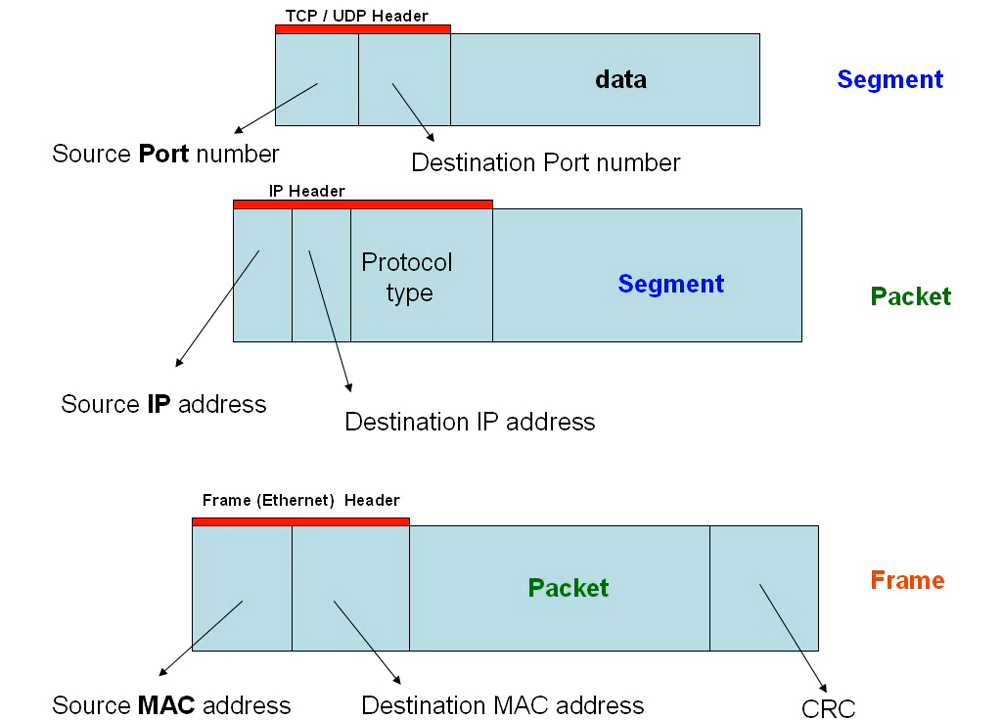 TCP / UDP Header
data
Segment
Source Port number
Destination Port number
IP Header
Protocol
type
Segment
Packet
Source IP address
Destination IP address
Frame (Ethernet) Header
Packet
Frame
Source MAC address
Destination MAC address
CRC